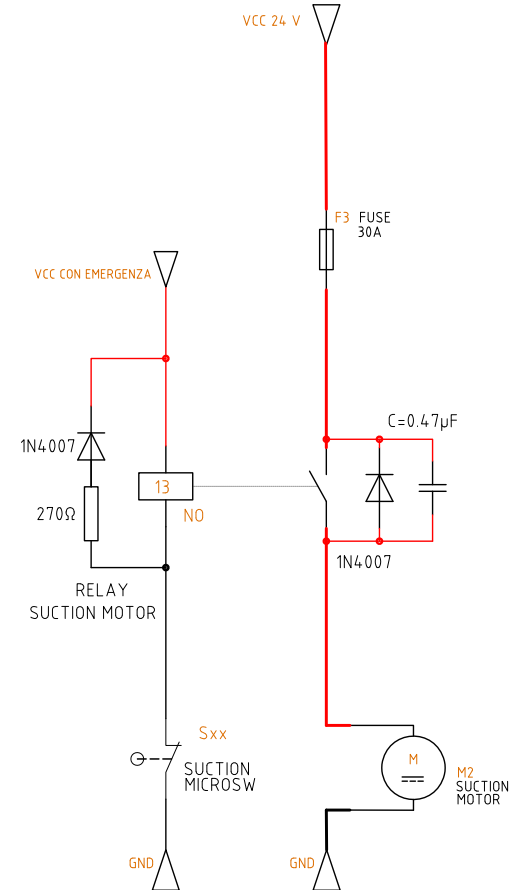 VCC 24 V
F3 FUSE
30A
VCC CON EMERGENZA
C=0.47µF
1N4007
13
270Ω
NO
1N4007
RELAY
SUCTION MOTOR
Sxx
SUCTION
MICROSW
M
M2
SUCTION
MOTOR
GND
GND